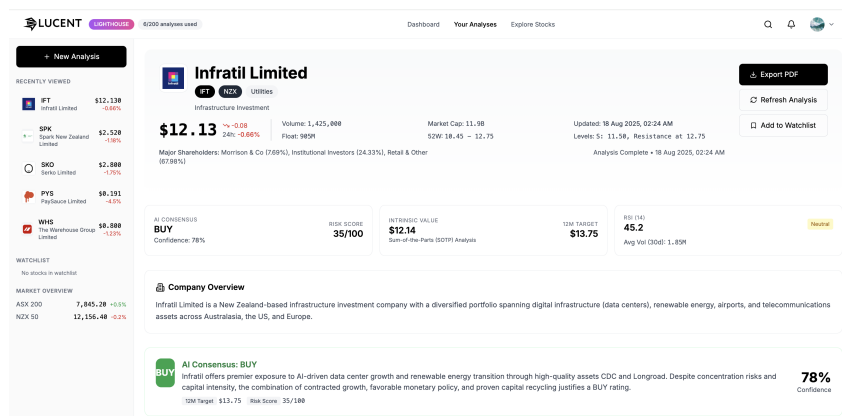 LUCENT LIGHTHOUSE 6/200 analyses used
Dashboard Your Analyses Explore Stocks
+ New Analysis
RECENTLY VIEWED
IFT $12.130
Infratil Limited -0.66%
SPK $2.520
Spark New Zealand Limited -1.18%
SKO $2.800
Serko Limited -1.75%
PYS $0.191
PaySauce Limited -4.5%
WHS $0.800
The Warehouse Group Limited -1.23%
WATCHLIST
No stocks in watchlist
MARKET OVERVIEW
ASX 200 7,845.20 +0.5%
NZX 50 12,156.40 -0.2%
Infratil Limited
IFT NZX Utilities
Infrastructure Investment
$12.13 -0.08
24h: -0.66%
Volume: 1,425,000
Float: 905M
Market Cap: 11.9B
52W: 10.45 - 12.75
Updated: 18 Aug 2025, 02:24 AM
Levels: S: 11.50, Resistance at 12.75
Major Shareholders: Morrison & Co (7.69%), Institutional Investors (24.33%), Retail & Other
(67.98%)
Analysis Complete • 18 Aug 2025, 02:24 AM
Export PDF
Refresh Analysis
Add to Watchlist
AI CONSENSUS
BUY
Confidence: 78%
RISK SCORE
35/100
INTRINSIC VALUE
$12.14
Sum-of-the-Parts (SOTP) Analysis
12M TARGET
$13.75
RSI (14)
45.2
Neutral
Avg Vol (30d): 1.85M
Company Overview
Infratil Limited is a New Zealand-based infrastructure investment company with a diversified portfolio spanning digital infrastructure (data centers), renewable energy, airports, and telecommunications
assets across Australasia, the US, and Europe.
BUY
AI Consensus: BUY
Infratil offers premier exposure to AI-driven data center growth and renewable energy transition through high-quality assets CDC and Longroad. Despite concentration risks and
capital intensity, the combination of contracted growth, favorable monetary policy, and proven capital recycling justifies a BUY rating.
12M Target $13.75 Risk Score 35/100
78%
Confidence